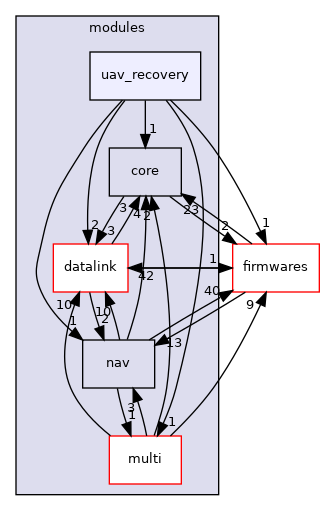 modules
uav_recovery
1
core
3 4 2 23 2 1
2 3
datalink
1
firmwares
42
10 10 40 9
1 2
13
nav
3
1 1
multi